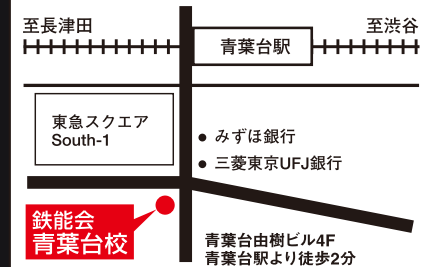 至長津田
至渋谷
青葉台駅
東急スクエア
South-1
● みずほ銀行
● 三菱東京UFJ銀行
鉄能会
青葉台校
青葉台由樹ビル4F
青葉台駅より徒歩2分